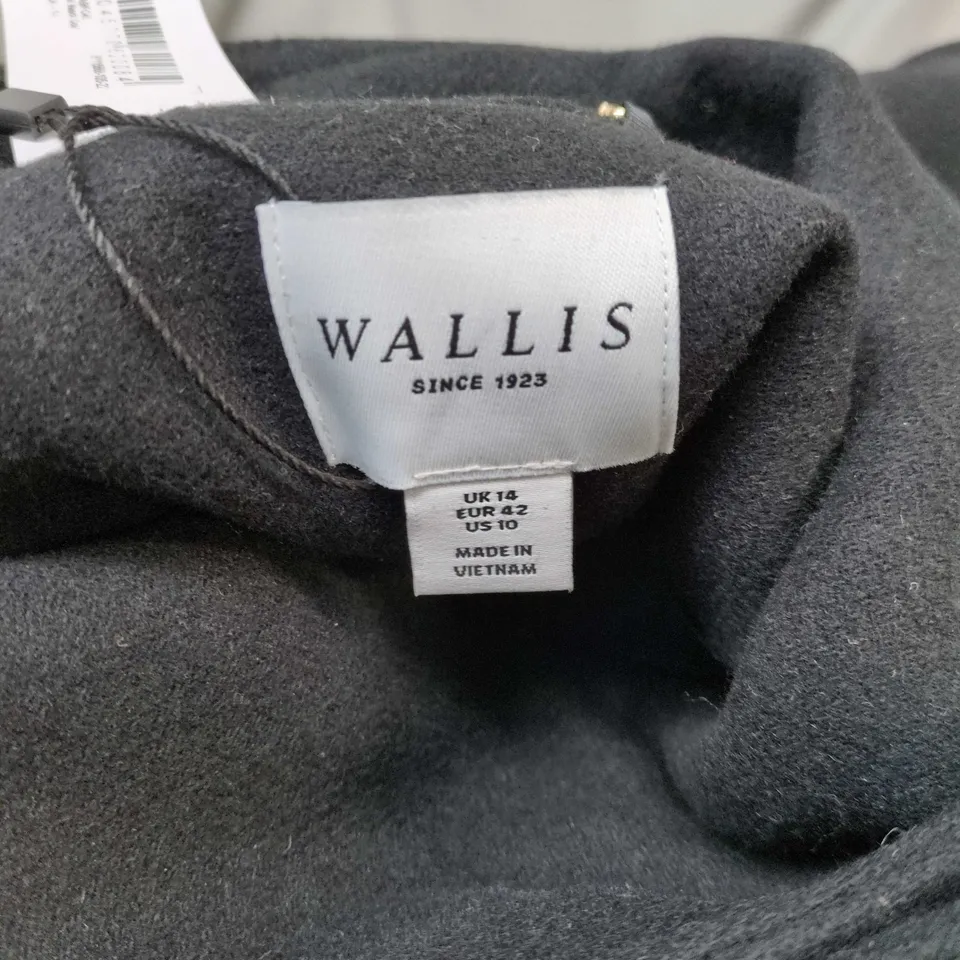 WALLIS
SINCE 1923
UK 14
EUR 42
US 10
MADE IN
VIETNAM